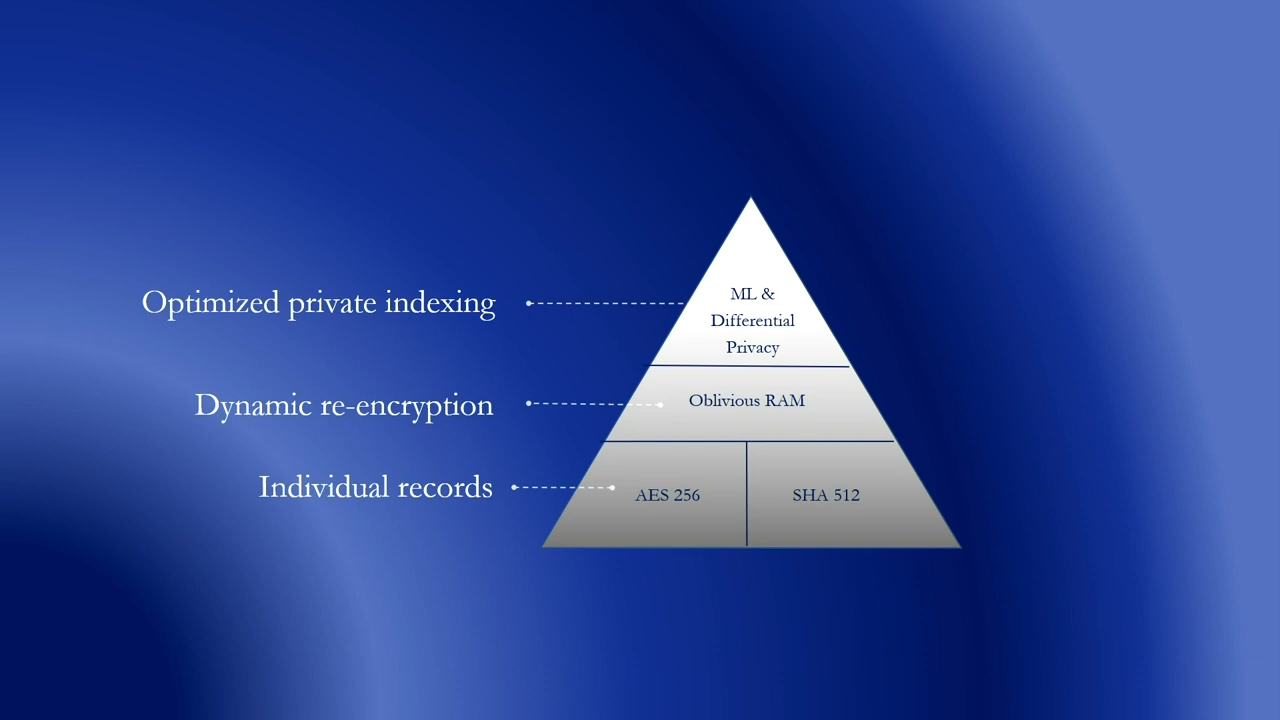 Optimized private indexing
ML &
Differential
Privacy
Dynamic re-encryption
Oblivious RAM
Individual records
AES 256
SHA 512